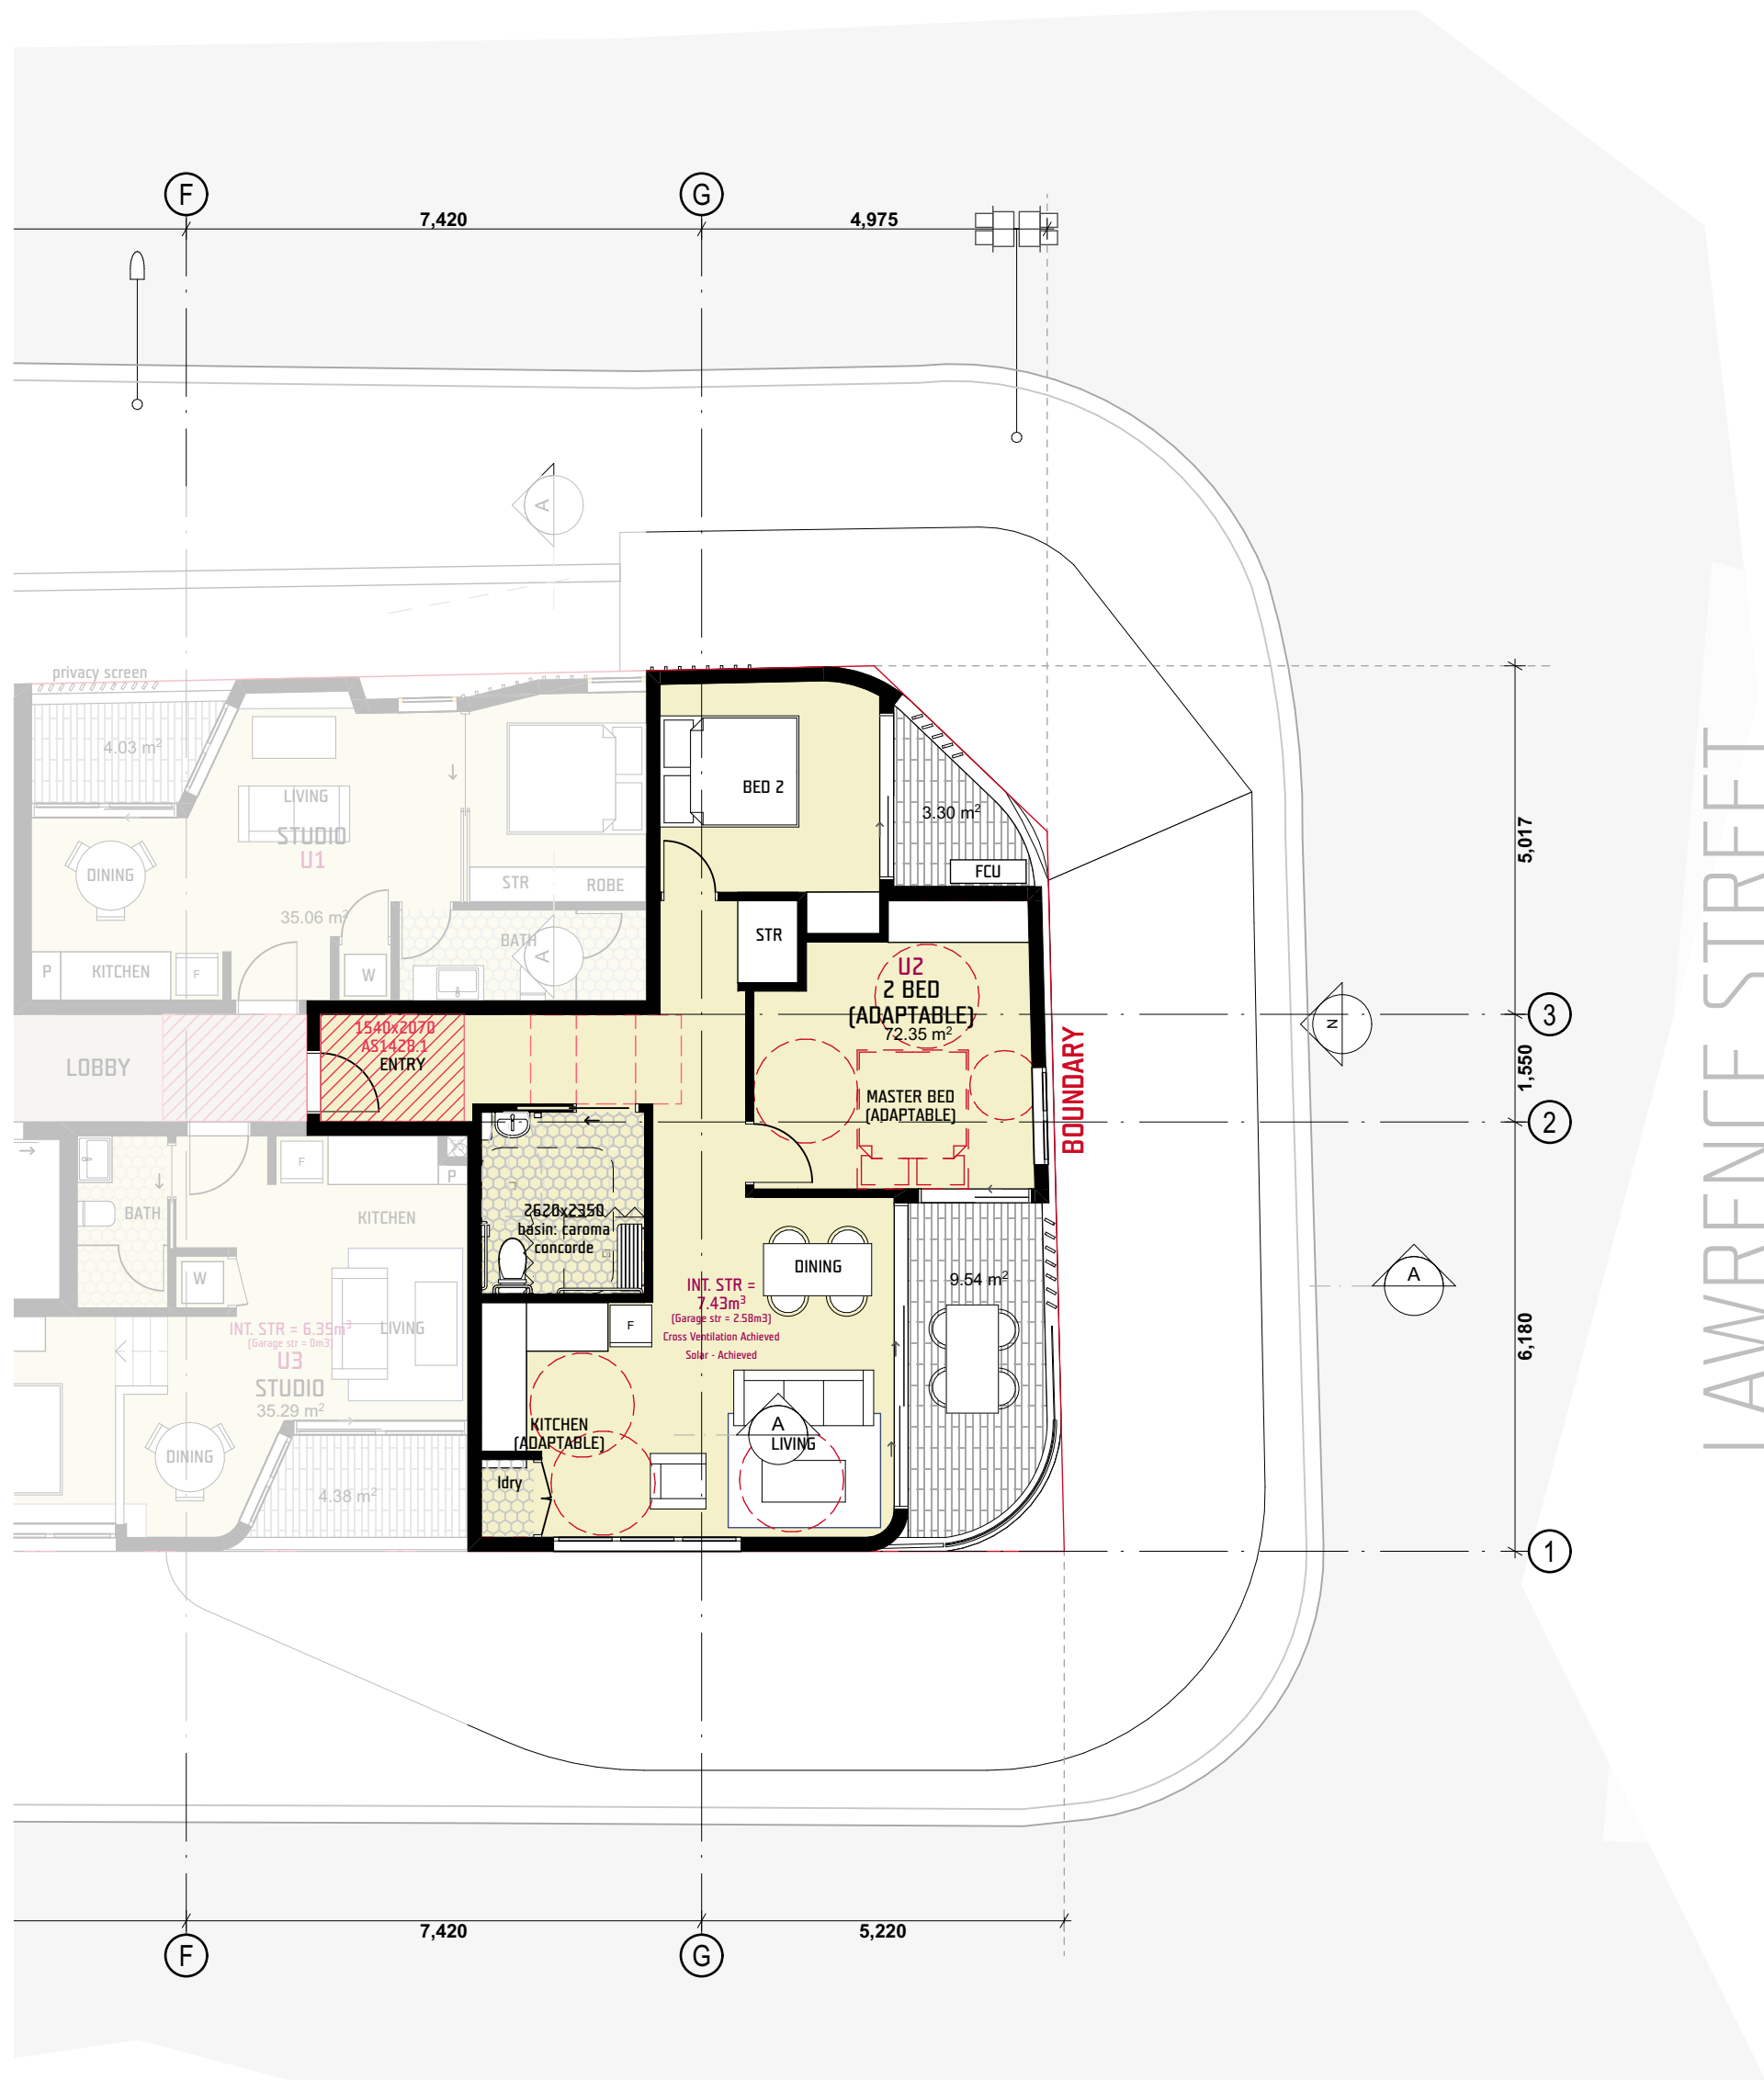 F
G
7,420
4,975
A
privacy screen
4.03 m²
LIVING
STUDIO
U1
DINING
STR
ROBE
35.06 m²
BATH
A
P
KITCHEN
F
W
BED 2
3.30 m²
FCU
STR
U2
2 BED
(ADAPTABLE)
72.35 m²
MASTER BED
(ADAPTABLE)
BOUNDARY
LOBBY
1540x2070
AS1428.1
ENTRY
N
3
2
1
5,017
1,550
6,180
LAWRENCE STREET
BATH
F
P
KITCHEN
W
INT. STR = 6.35m³
(Garage str = 0m3)
LIVING
U3
STUDIO
35.29 m²
DINING
4.38 m²
2620x2350
basin: caroma
concorde
DINING
9.54 m²
A
INT. STR =
7.43m³
(Garage str = 2.58m3)
Cross Ventilation Achieved
Solar - Achieved
F
KITCHEN
(ADAPTABLE)
A
LIVING
ldry
7,420
5,220
F
G